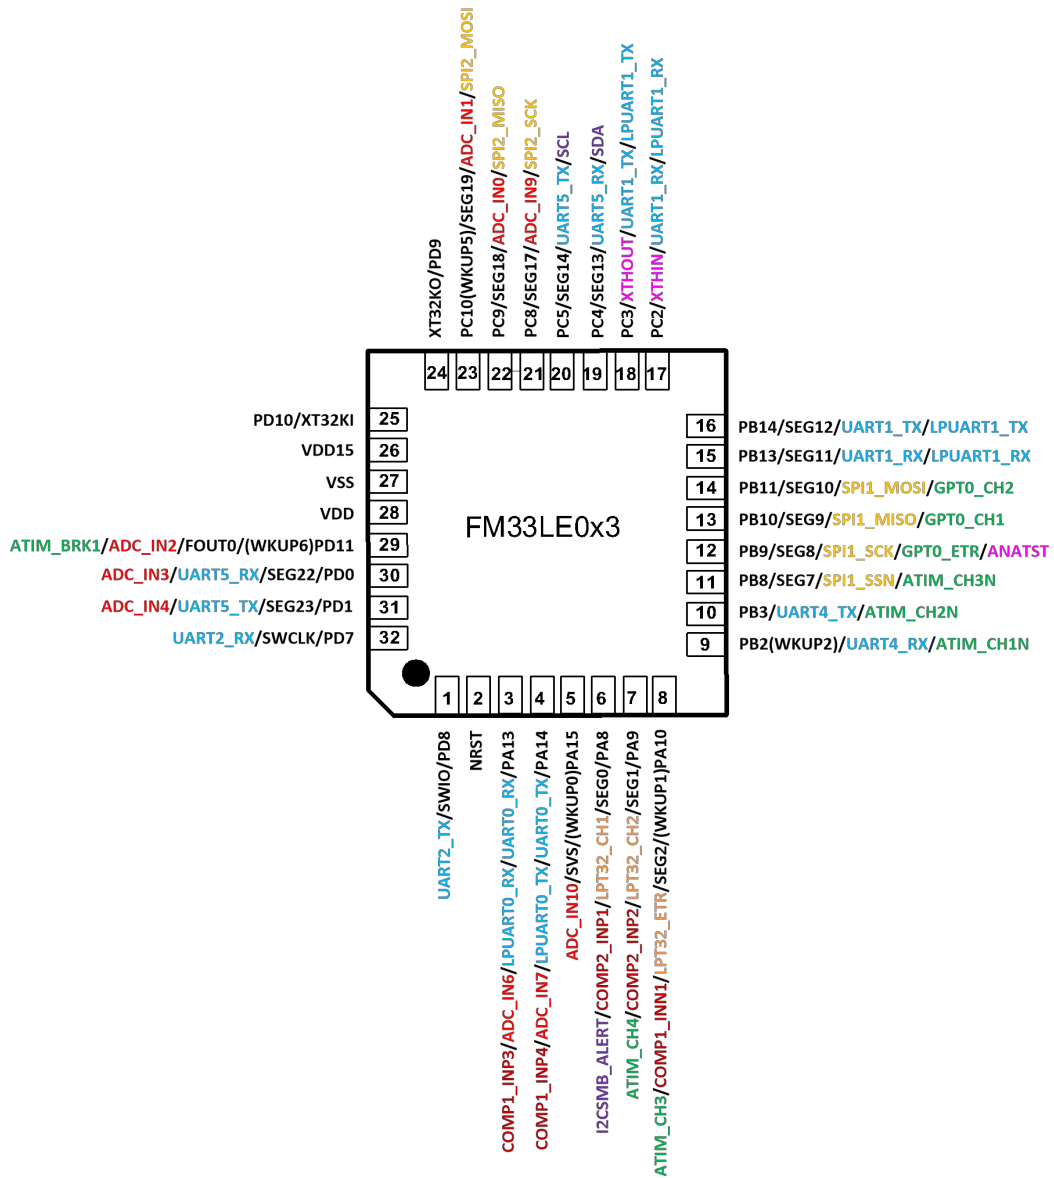 XT32KO/PD9
PC10(WKUP5)/SEG19/ADC_IN1/SPI2_MOSI
PC9/SEG18/ADC_IN0/SPI2_MISO
PC8/SEG17/ADC_IN9/SPI2_SCK
PC5/SEG14/UART5_TX/SCL
PC4/SEG13/UART5_RX/SDA
PC3/XTHOUT/UART1_TX/LPUART1_TX
PC2/XTHIN/UART1_RX/LPUART1_RX
24 23 22 21 20 19 18 17
PD10/XT32KI 25
VDD15 26
VSS 27
VDD 28
ATIM_BRK1/ADC_IN2/FOUT0/(WKUP6)PD11 29
ADC_IN3/UART5_RX/SEG22/PD0 30
ADC_IN4/UART5_TX/SEG23/PD1 31
UART2_RX/SWCLK/PD7 32
FM33LE0x3
16 PB14/SEG12/UART1_TX/LPUART1_TX
15 PB13/SEG11/UART1_RX/LPUART1_RX
14 PB11/SEG10/SPI1_MOSI/GPT0_CH2
13 PB10/SEG9/SPI1_MISO/GPT0_CH1
12 PB9/SEG8/SPI1_SCK/GPT0_ETR/ANATST
11 PB8/SEG7/SPI1_SSN/ATIM_CH3N
10 PB3/UART4_TX/ATIM_CH2N
9 PB2(WKUP2)/UART4_RX/ATIM_CH1N
1 2 3 4 5 6 7 8
UART2_TX/SWIO/PD8
NRST
COMP1_INP3/ADC_IN6/LPUART0_RX/UART0_RX/PA13
COMP1_INP4/ADC_IN7/LPUART0_TX/UART0_TX/PA14
ADC_IN10/SVS/(WKUP0)PA15
I2CSMB_ALERT/COMP2_INP1/LPT32_CH1/SEG0/PA8
ATIM_CH4/COMP2_INP2/LPT32_CH2/SEG1/PA9
ATIM_CH3/COMP1_INN1/LPT32_ETR/SEG2/(WKUP1)PA10